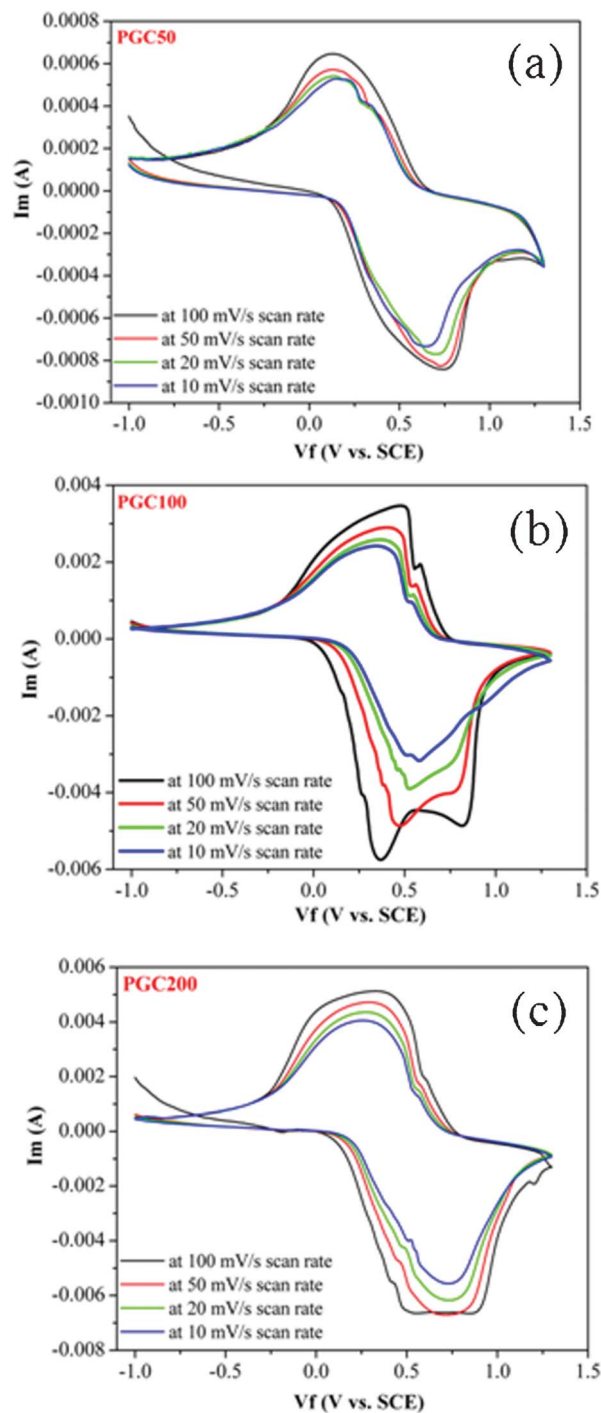 PGC50
(a)
0.0008
0.0006
0.0004
0.0002
0.0000
-0.0002
-0.0004
-0.0006
-0.0008
-0.0010
Im (A)
at 100 mV/s scan rate
at 50 mV/s scan rate
at 20 mV/s scan rate
at 10 mV/s scan rate
-1.0 -0.5 0.0 0.5 1.0 1.5
Vf (V vs. SCE)
PGC100
(b)
0.004
0.002
0.000
-0.002
-0.004
-0.006
Im (A)
at 100 mV/s scan rate
at 50 mV/s scan rate
at 20 mV/s scan rate
at 10 mV/s scan rate
-1.0 -0.5 0.0 0.5 1.0 1.5
Vf (V vs. SCE)
PGC200
(c)
0.006
0.004
0.002
0.000
-0.002
-0.004
-0.006
-0.008
Im (A)
at 100 mV/s scan rate
at 50 mV/s scan rate
at 20 mV/s scan rate
at 10 mV/s scan rate
-1.0 -0.5 0.0 0.5 1.0 1.5
Vf (V vs. SCE)